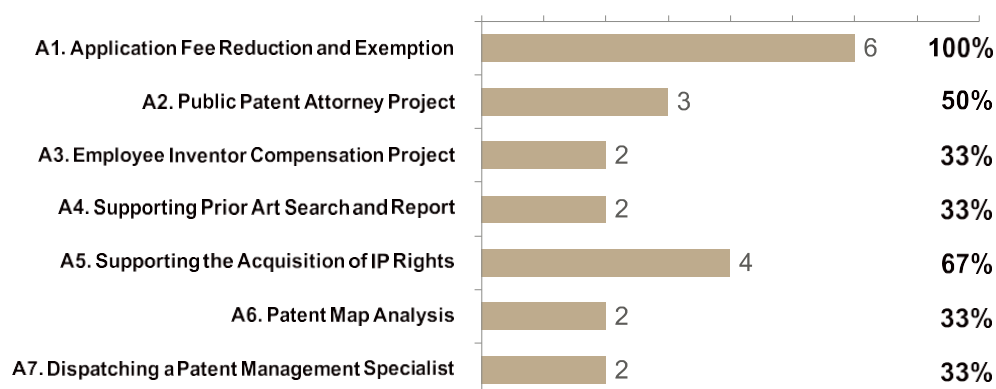 A1. Application Fee Reduction and Exemption 6 100%
A2. Public Patent Attorney Project 3 50%
A3. Employee Inventor Compensation Project 2 33%
A4. Supporting Prior Art Search and Report 2 33%
A5. Supporting the Acquisition of IP Rights 4 67%
A6. Patent Map Analysis 2 33%
A7. Dispatching a Patent Management Specialist 2 33%